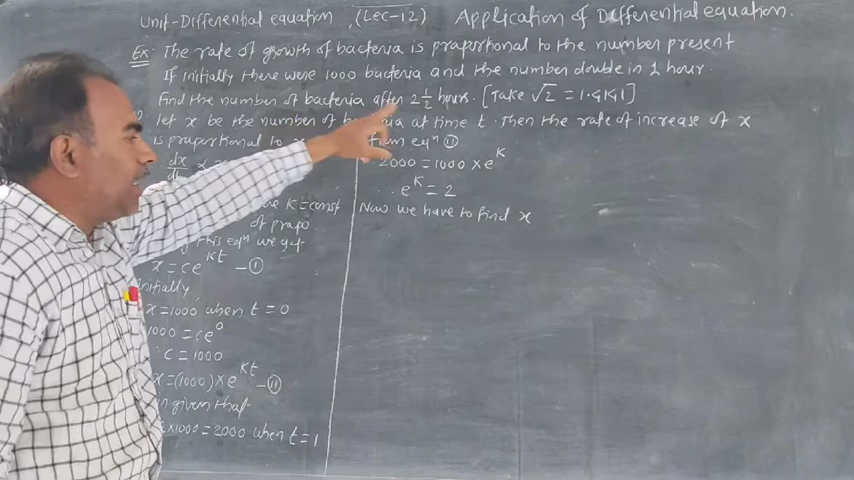 Unit-Differential equation (Lec-12) Application of Differential equation.
Ex. The rate of growth of bacteria is proportional to the number present
If initially there were 1000 bacteria and the number double in 1 hour.
Find the number of bacteria after 2 1/2 hours. [Take √2 = 1.414]
let x be the number of bacteria at time t. Then the rate of increase of x
is proportional to
dx
K = const
of prapo
this eqn we get
x = ce^Kt - (I)
Initially
x = 1000 when t = 0
1000 = ce^0
∴ c = 1000
x = (1000) × e^Kt - (II)
given that
2×1000 = 2000 when t = 1
from eqn (II)
2000 = 1000 × e^K
∴ e^K = 2
Now we have to find x